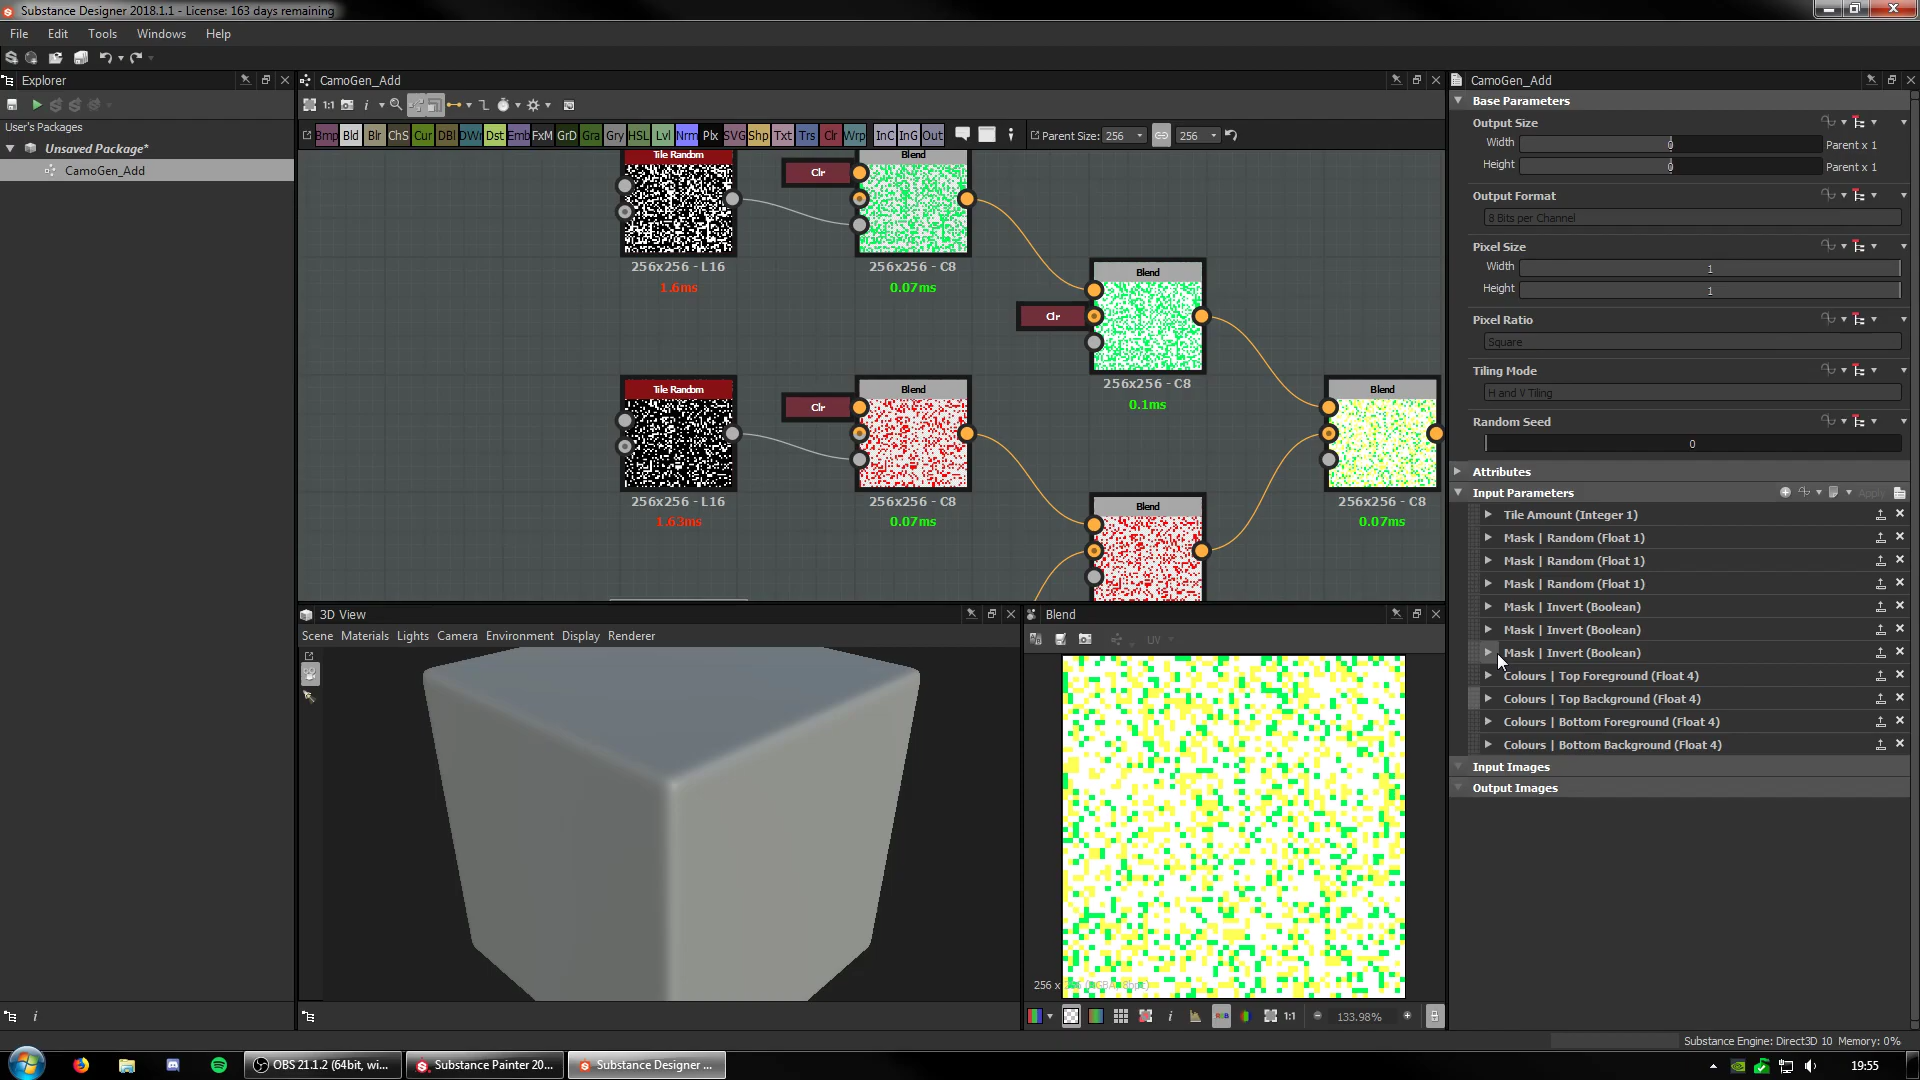 Substance Designer 2018.1.1 - License: 163 days remaining
File Edit Tools Windows Help
Explorer
User's Packages
Unsaved Package*
CamoGen_Add
CamoGen_Add
1:1 i
Bmp Bld Blr ChS Cur DBl DWr Dst Emb FxM GrD Gra Gry HSL Lvl Nrm Plx SVG Shp Txt Trs Clr Wrp InC InG Out Parent Size: 256 256
Tile Random
256x256 - L16
1.6ms
Clr
Blend
256x256 - C8
0.07ms
Clr
Blend
256x256 - C8
0.1ms
Tile Random
256x256 - L16
1.63ms
Clr
Blend
256x256 - C8
0.07ms
Blend
Blend
256x256 - C8
0.07ms
3D View
Scene Materials Lights Camera Environment Display Renderer
Blend
UV
256 x
1:1 133.98%
CamoGen_Add
Base Parameters
Output Size
Width 0 Parent x 1
Height 0 Parent x 1
Output Format
8 Bits per Channel
Pixel Size
Width 1
Height 1
Pixel Ratio
Square
Tiling Mode
H and V Tiling
Random Seed
0
Attributes
Input Parameters Apply
Tile Amount (Integer 1)
Mask | Random (Float 1)
Mask | Random (Float 1)
Mask | Random (Float 1)
Mask | Invert (Boolean)
Mask | Invert (Boolean)
Mask | Invert (Boolean)
Colours | Top Foreground (Float 4)
Colours | Top Background (Float 4)
Colours | Bottom Foreground (Float 4)
Colours | Bottom Background (Float 4)
Input Images
Output Images
Substance Engine: Direct3D 10 Memory: 0%
OBS 21.1.2 (64bit, wi...
Substance Painter 20...
Substance Designer ...
19:55